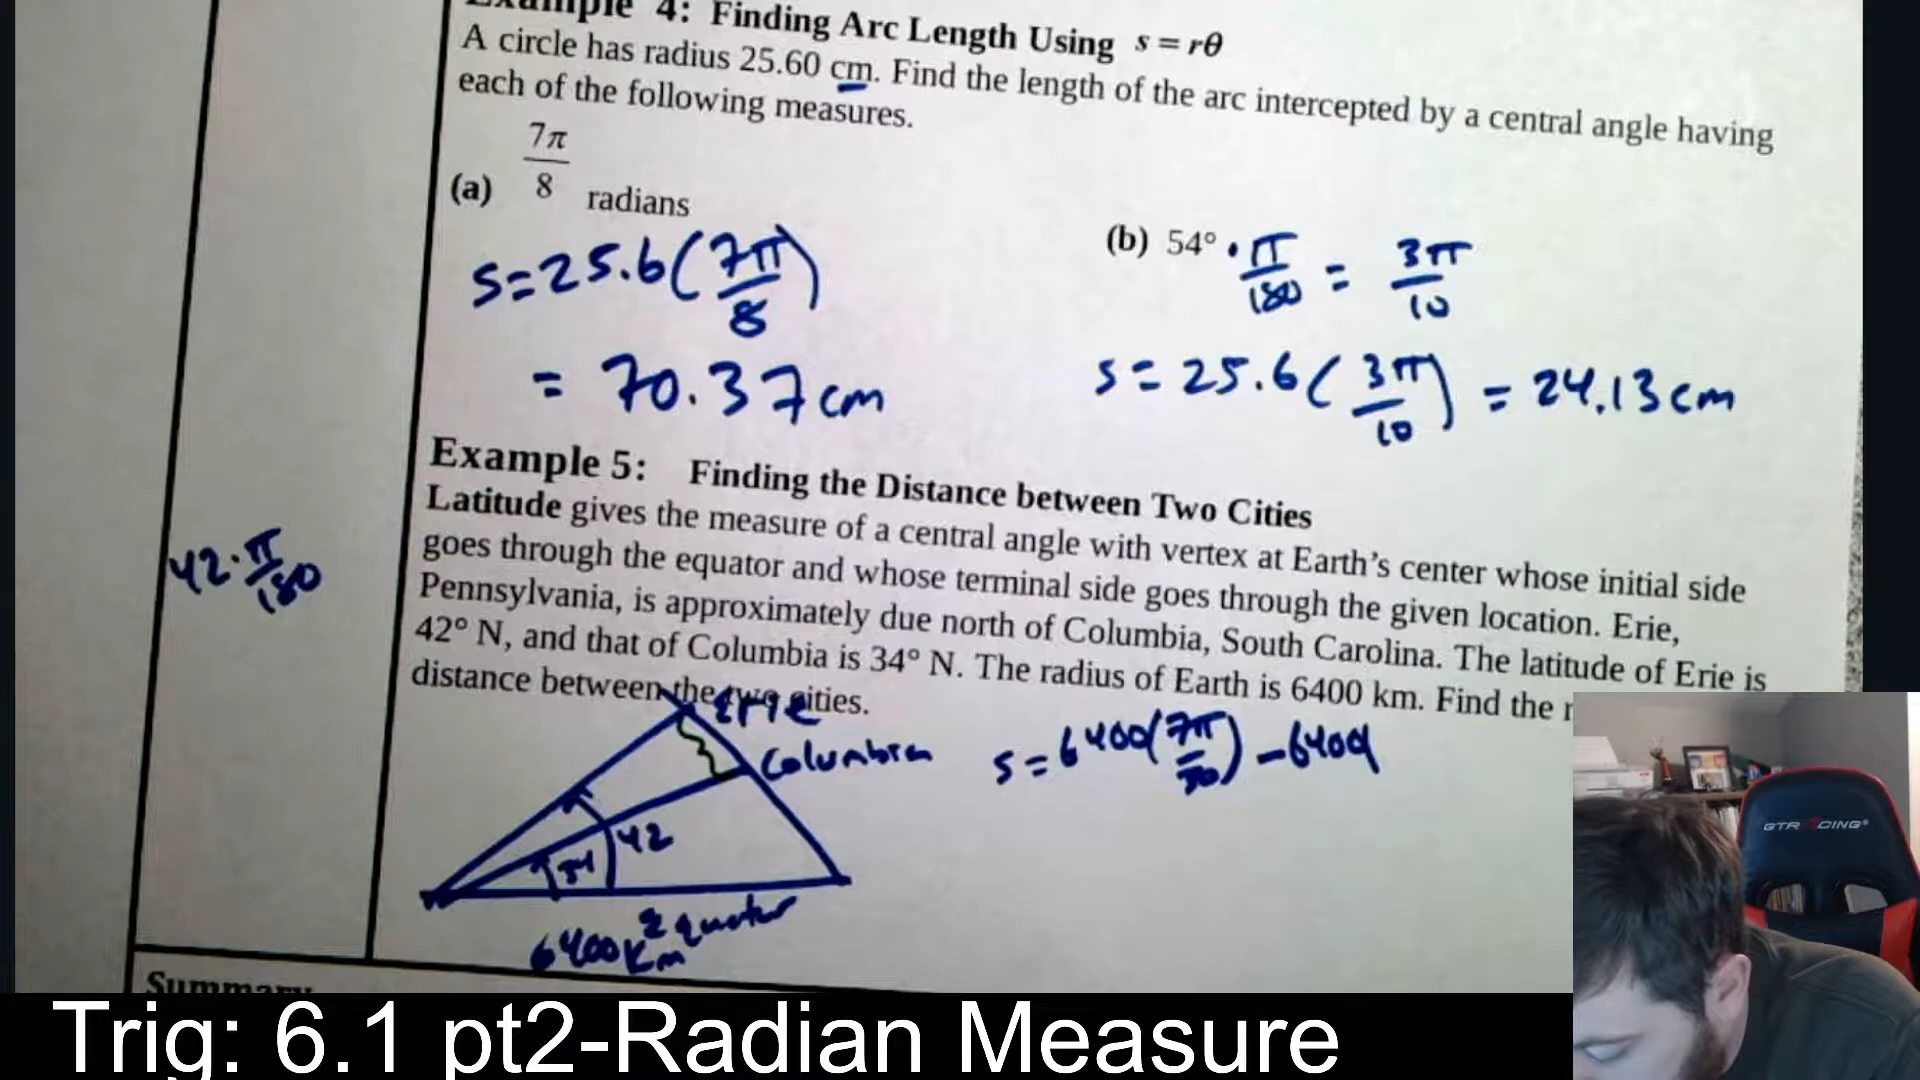 Example 4: Finding Arc Length Using s = rθ
A circle has radius 25.60 cm. Find the length of the arc intercepted by a central angle having
each of the following measures.
(a) 7π/8 radians
(b) 54° · π/180 = 3π/10
s=25.6(7π/8)
= 70.37cm
s= 25.6(3π/10) = 24.13cm
Example 5: Finding the Distance between Two Cities
Latitude gives the measure of a central angle with vertex at Earth's center whose initial side
goes through the equator and whose terminal side goes through the given location. Erie,
Pennsylvania, is approximately due north of Columbia, South Carolina. The latitude of Erie is
42° N, and that of Columbia is 34° N. The radius of Earth is 6400 km. Find the
distance between the two cities.
42·π/180
Erie
Columbia
s=6400(7π/30)-6400
42
34
Equator
6400Km
Summary
GTRACING
Trig: 6.1 pt2-Radian Measure